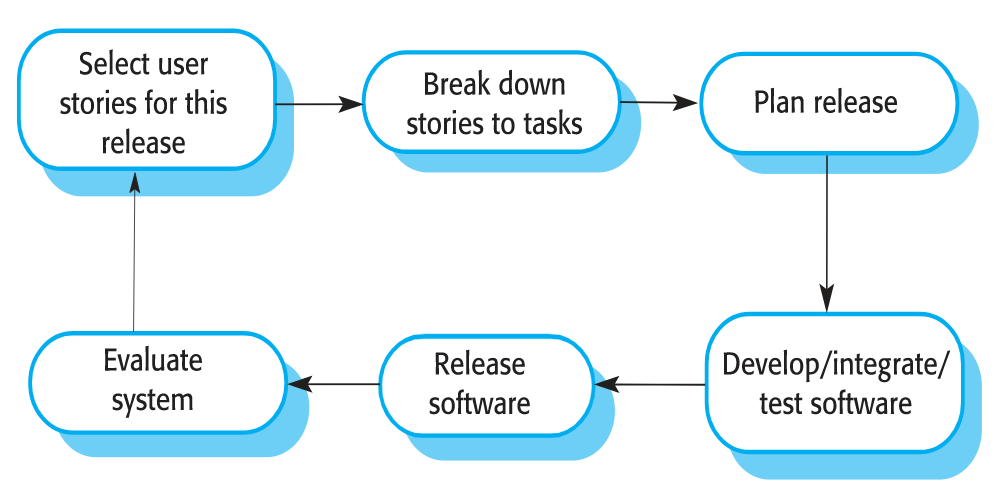 Select user
stories for this
release
Break down
stories to tasks
Plan release
Develop/integrate/
test software
Release
software
Evaluate
system